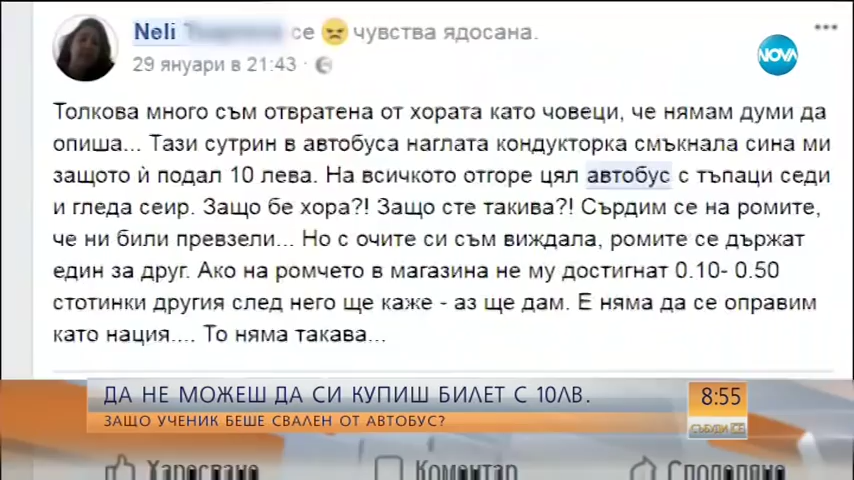 Neli се 😠 чувства ядосана.
29 януари в 21:43 ·
NOVA
Толкова много съм отвратена от хората като човеци, че нямам думи да
опиша... Тази сутрин в автобуса наглата кондукторка смъкнала сина ми
защото ѝ подал 10 лева. На всичкото отгоре цял автобус с тъпаци седи
и гледа сеир. Защо бе хора?! Защо сте такива?! Сърдим се на ромите,
че ни били превзели... Но с очите си съм виждала, ромите се държат
един за друг. Ако на ромчето в магазина не му достигнат 0.10- 0.50
стотинки другия след него ще каже - аз ще дам. Е няма да се оправим
като нация.... То няма такава...
ДА НЕ МОЖЕШ ДА СИ КУПИШ БИЛЕТ С 10ЛВ.
8:55
ЗАЩО УЧЕНИК БЕШЕ СВАЛЕН ОТ АВТОБУС?
Харесване Коментар Споделяне